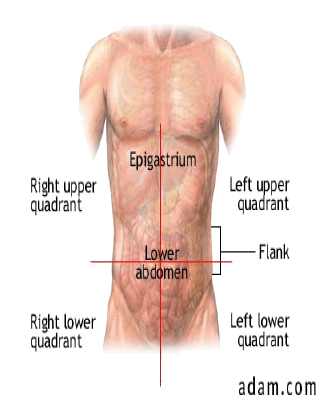 Epigastrium
Right upper
quadrant
Left upper
quadrant
Lower
abdomen
Flank
Right lower
quadrant
Left lower
quadrant
adam.com